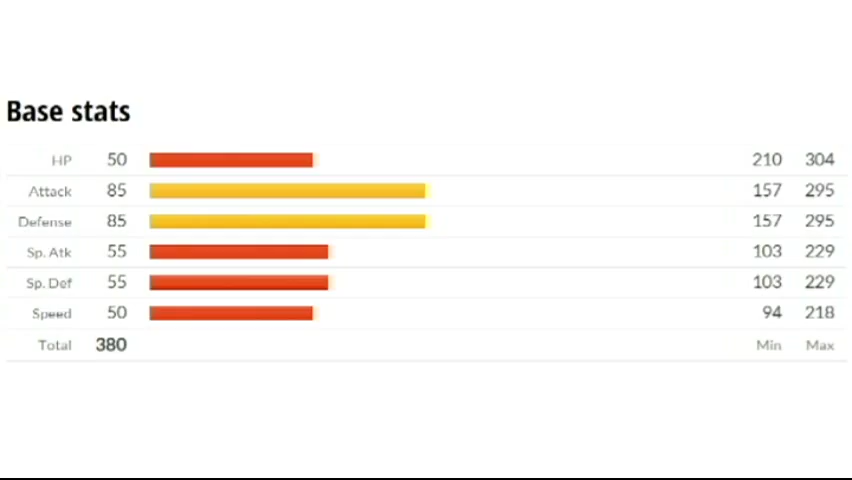 Base stats
HP 50 210 304
Attack 85 157 295
Defense 85 157 295
Sp. Atk 55 103 229
Sp. Def 55 103 229
Speed 50 94 218
Total 380 Min Max